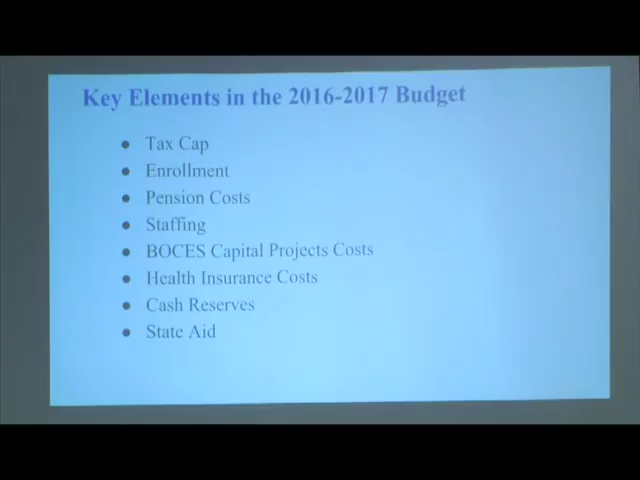 Key Elements in the 2016-2017 Budget
● Tax Cap
● Enrollment
● Pension Costs
● Staffing
● BOCES Capital Projects Costs
● Health Insurance Costs
● Cash Reserves
● State Aid